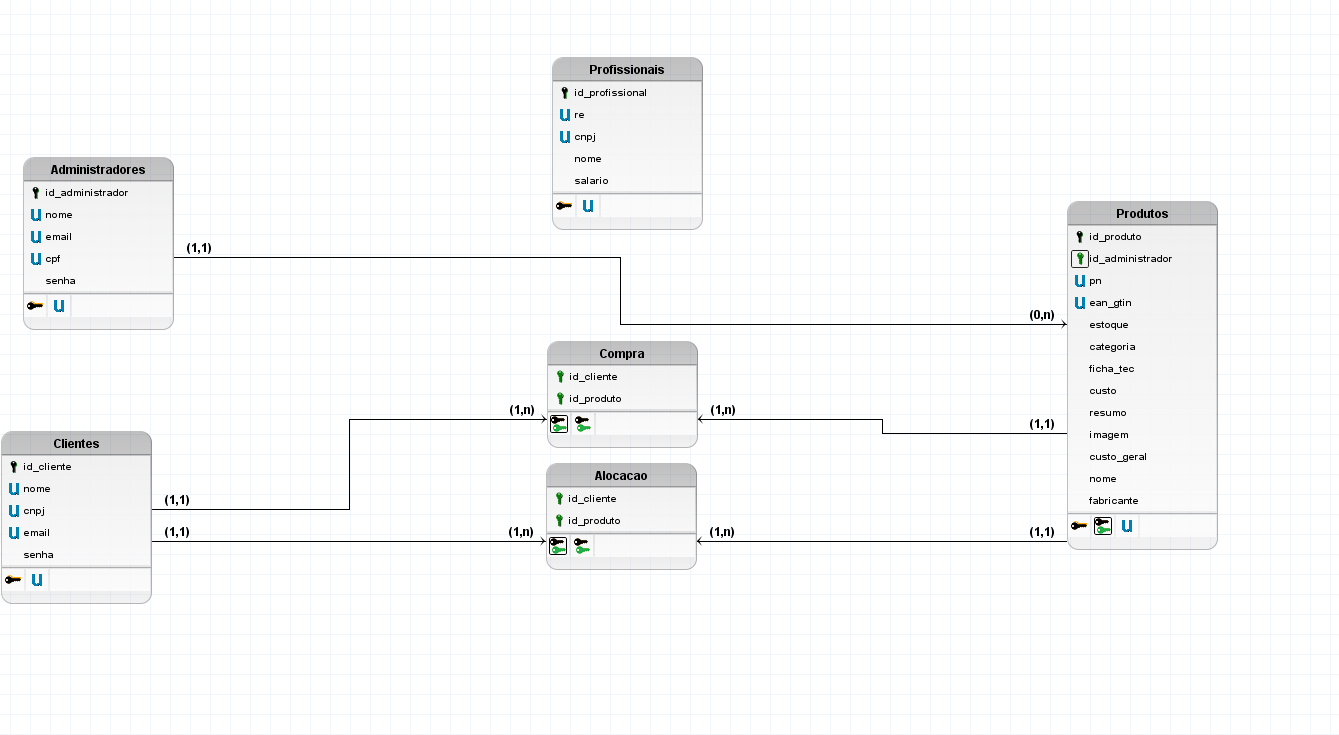 Profissionais
id_profissional
U re
U cnpj
nome
salario
U
Administradores
id_administrador
U nome
U email
U cpf
senha
U
(1,1)
(0,n)
Produtos
id_produto
id_administrador
U pn
U ean_gtin
estoque
categoria
ficha_tec
custo
resumo
imagem
custo_geral
nome
fabricante
U
Compra
id_cliente
id_produto
(1,n)
(1,n)
(1,1)
Clientes
id_cliente
U nome
U cnpj
U email
senha
U
(1,1)
(1,1)
Alocacao
id_cliente
id_produto
(1,n)
(1,n)
(1,1)